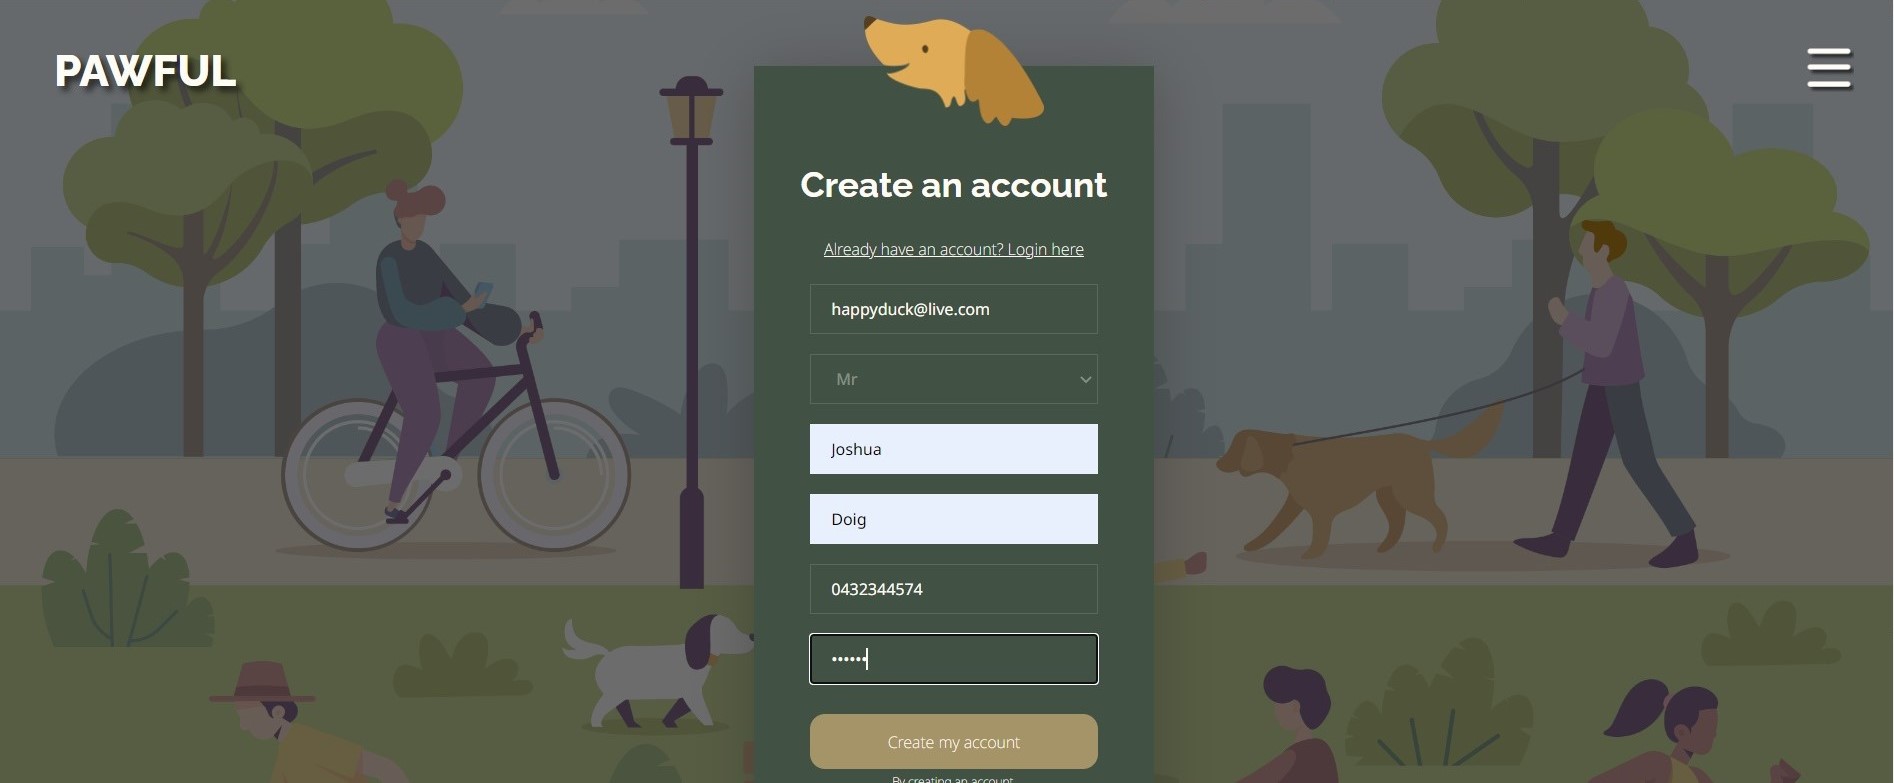 PAWFUL
Create an account
Already have an account? Login here
happyduck@live.com
Mr
Joshua
Doig
0432344574
••••••
Create my account
By creating an account